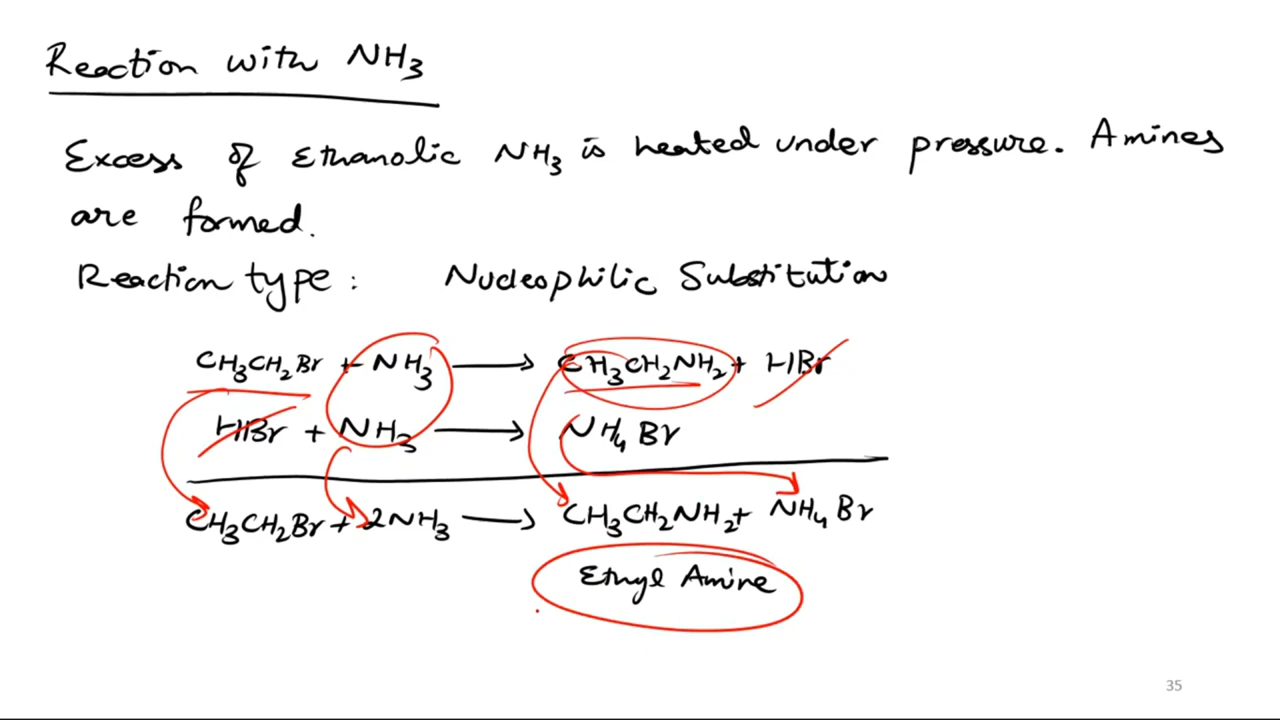 Reaction with NH₃
Excess of Ethanolic NH₃ is heated under pressure. Amines
are formed.
Reaction type : Nucleophilic Substitution
CH₃CH₂Br + NH₃ → CH₃CH₂NH₂ + HBr
HBr + NH₃ → NH₄Br
CH₃CH₂Br + 2NH₃ → CH₃CH₂NH₂ + NH₄Br
Ethyl Amine
35